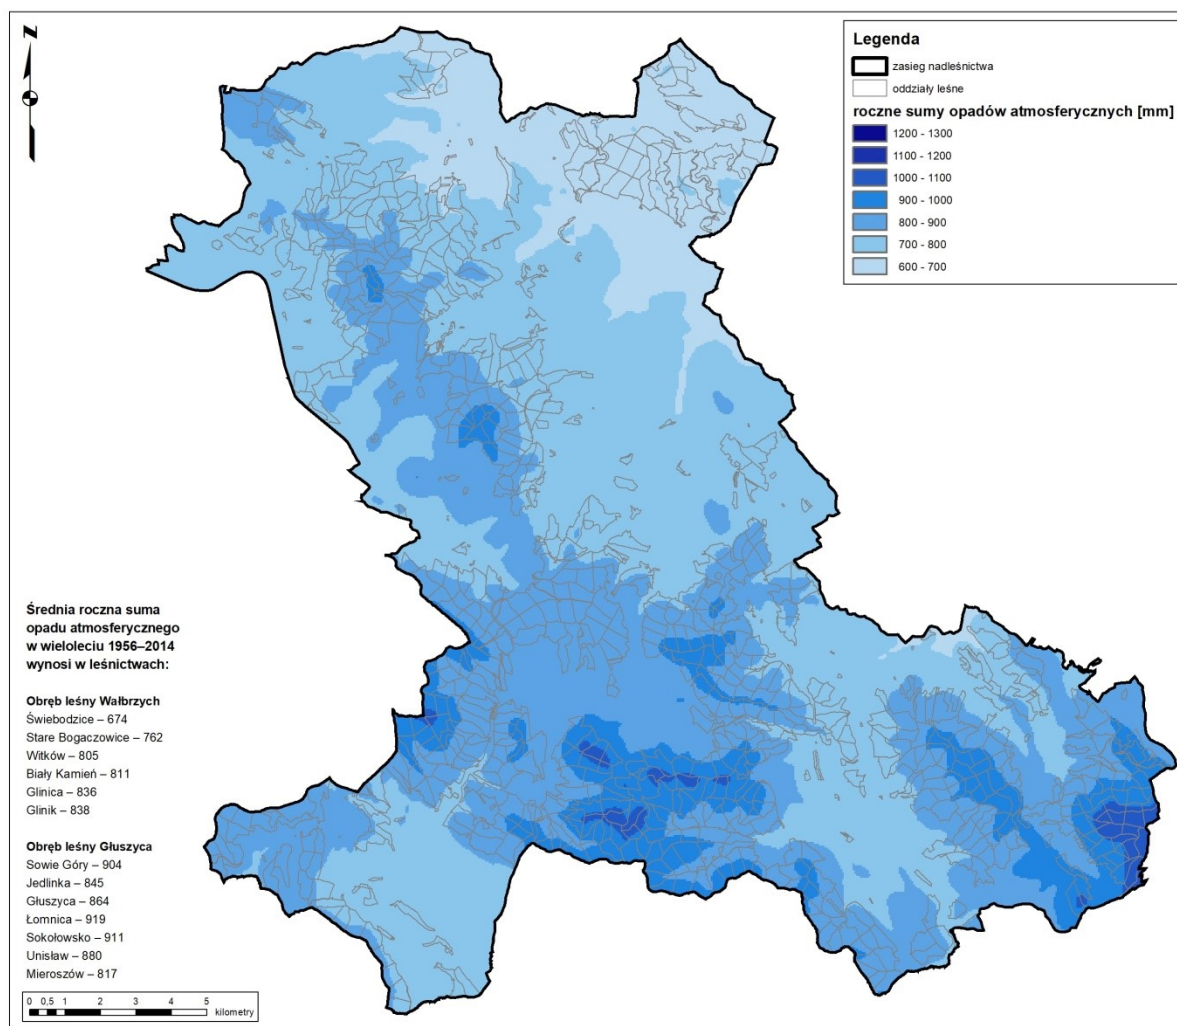 N
Legenda
zasięg nadleśnictwa
oddziały leśne
roczne sumy opadów atmosferycznych [mm]
1200 - 1300
1100 - 1200
1000 - 1100
900 - 1000
800 - 900
700 - 800
600 - 700
Średnia roczna suma
opadu atmosferycznego
w wieloleciu 1956–2014
wynosi w leśnictwach:
Obręb leśny Wałbrzych
Świebodzice – 674
Stare Bogaczowice – 762
Witków – 805
Biały Kamień – 811
Glinica – 836
Glinik – 838
Obręb leśny Głuszyca
Sowie Góry – 904
Jedlinka – 845
Głuszyca – 864
Łomnica – 919
Sokołowsko – 911
Unisław – 880
Mieroszów – 817
0 0,5 1 2 3 4 5
kilometry